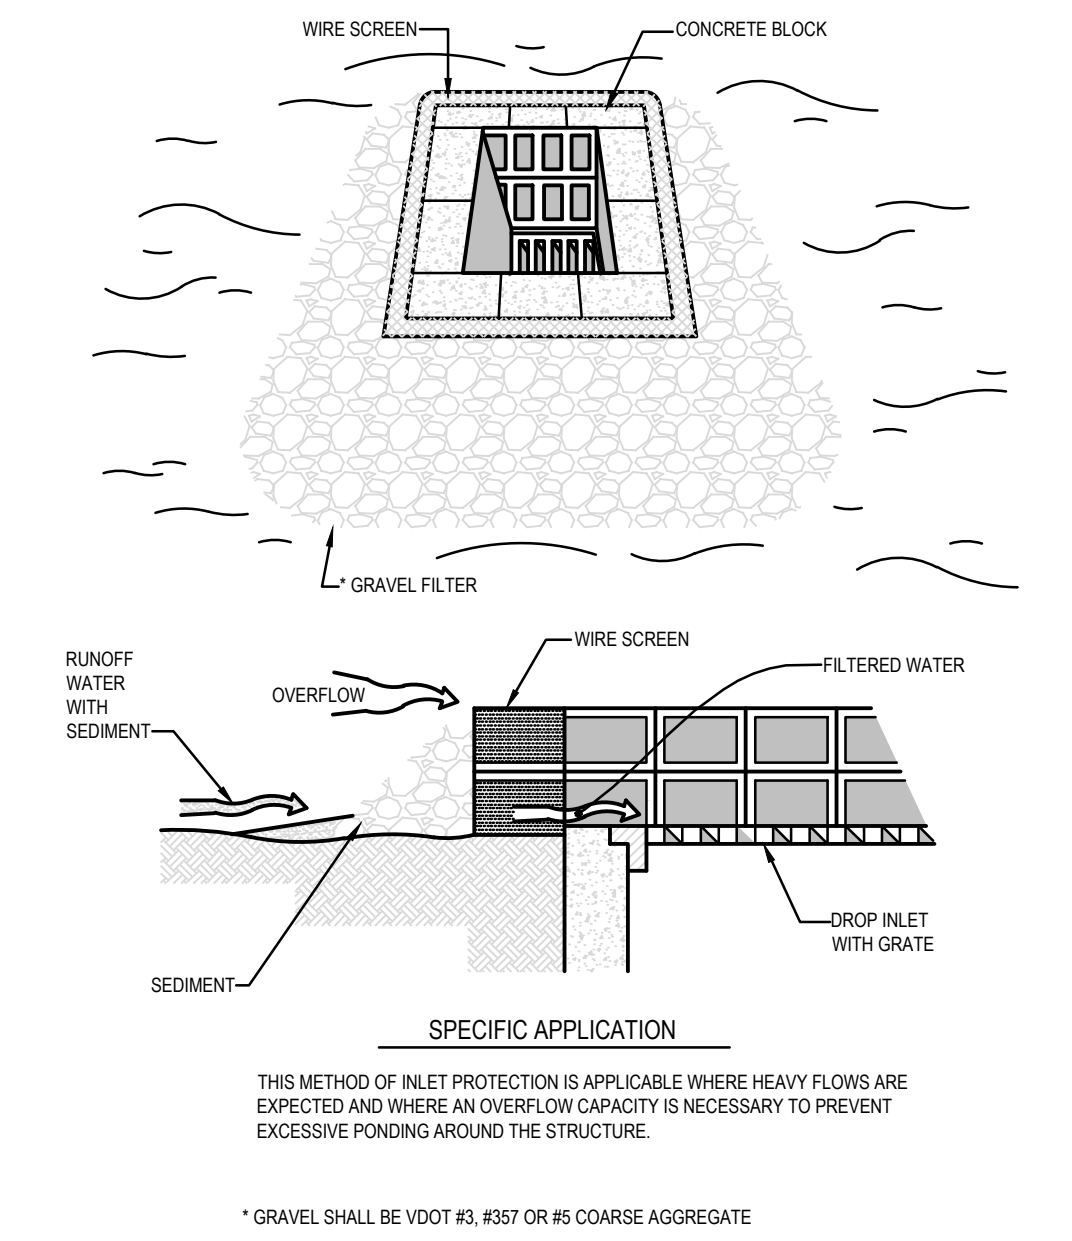 WIRE SCREEN
CONCRETE BLOCK
* GRAVEL FILTER
WIRE SCREEN
RUNOFF
WATER
WITH
SEDIMENT
OVERFLOW
FILTERED WATER
DROP INLET
WITH GRATE
SEDIMENT
SPECIFIC APPLICATION
THIS METHOD OF INLET PROTECTION IS APPLICABLE WHERE HEAVY FLOWS ARE
EXPECTED AND WHERE AN OVERFLOW CAPACITY IS NECESSARY TO PREVENT
EXCESSIVE PONDING AROUND THE STRUCTURE.
* GRAVEL SHALL BE VDOT #3, #357 OR #5 COARSE AGGREGATE